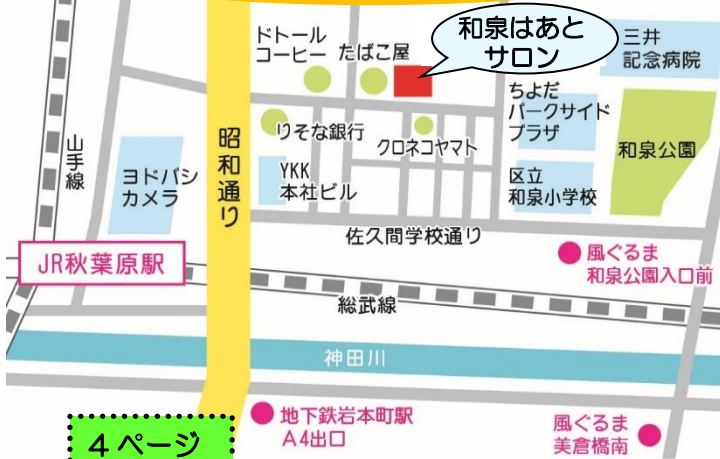 和泉はあと
サロン
ドトール
コーヒー
たばこ屋
三井
記念病院
ちよだ
パークサイド
プラザ
和泉公園
りそな銀行
クロネコヤマト
昭和通り
山手線
ヨドバシ
カメラ
YKK
本社ビル
区立
和泉小学校
佐久間学校通り
JR秋葉原駅
風ぐるま
和泉公園入口前
総武線
神田川
地下鉄岩本町駅
A4出口
風ぐるま
美倉橋南
4ページ